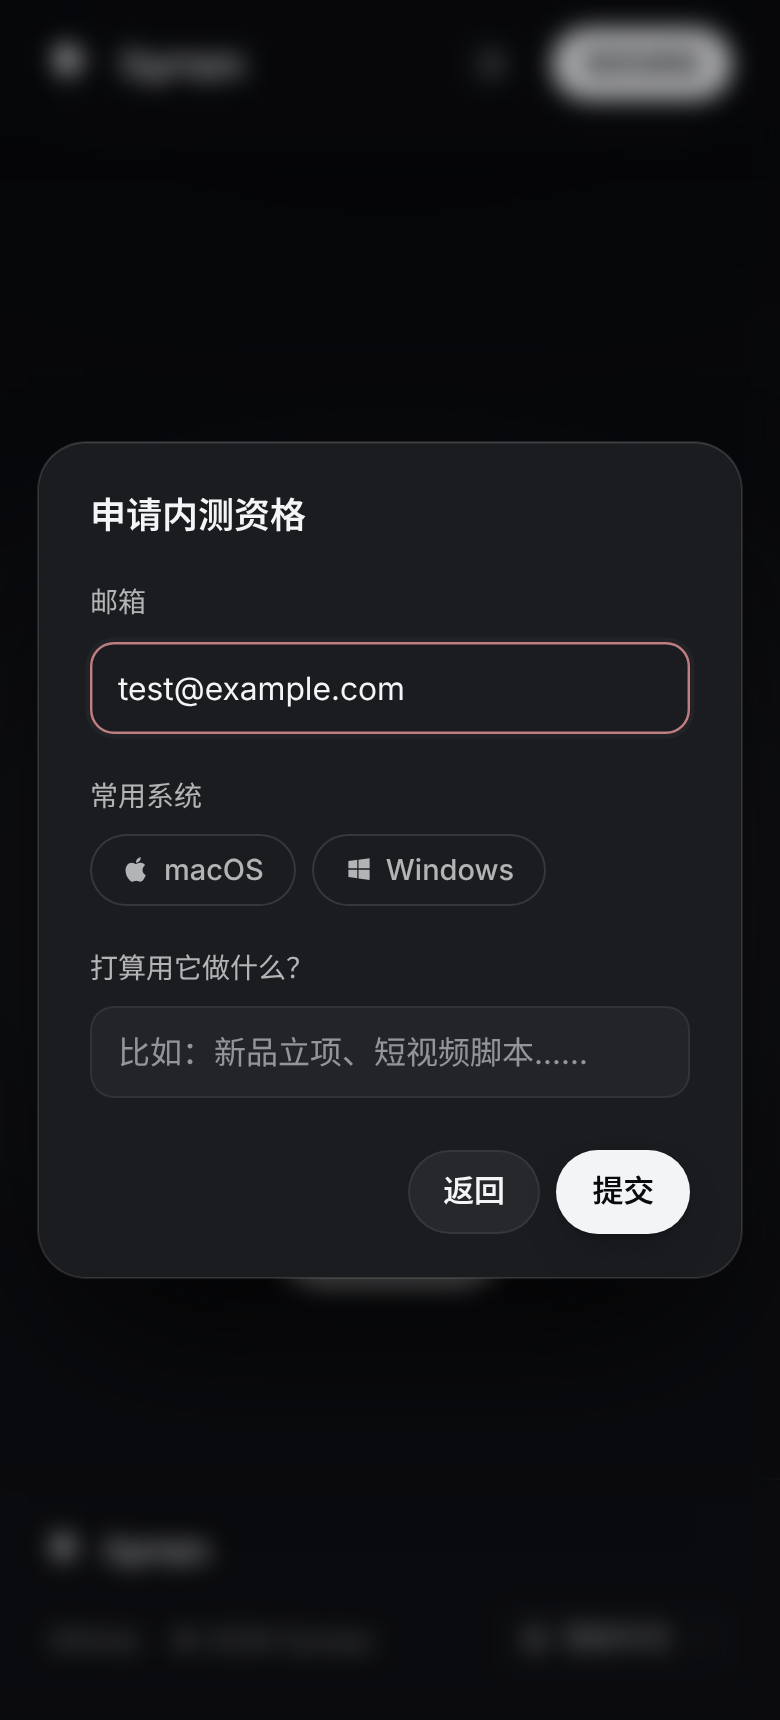 申请内测资格
邮箱
test@example.com
常用系统
macOS
Windows
打算用它做什么？
比如：新品立项、短视频脚本……
返回
提交